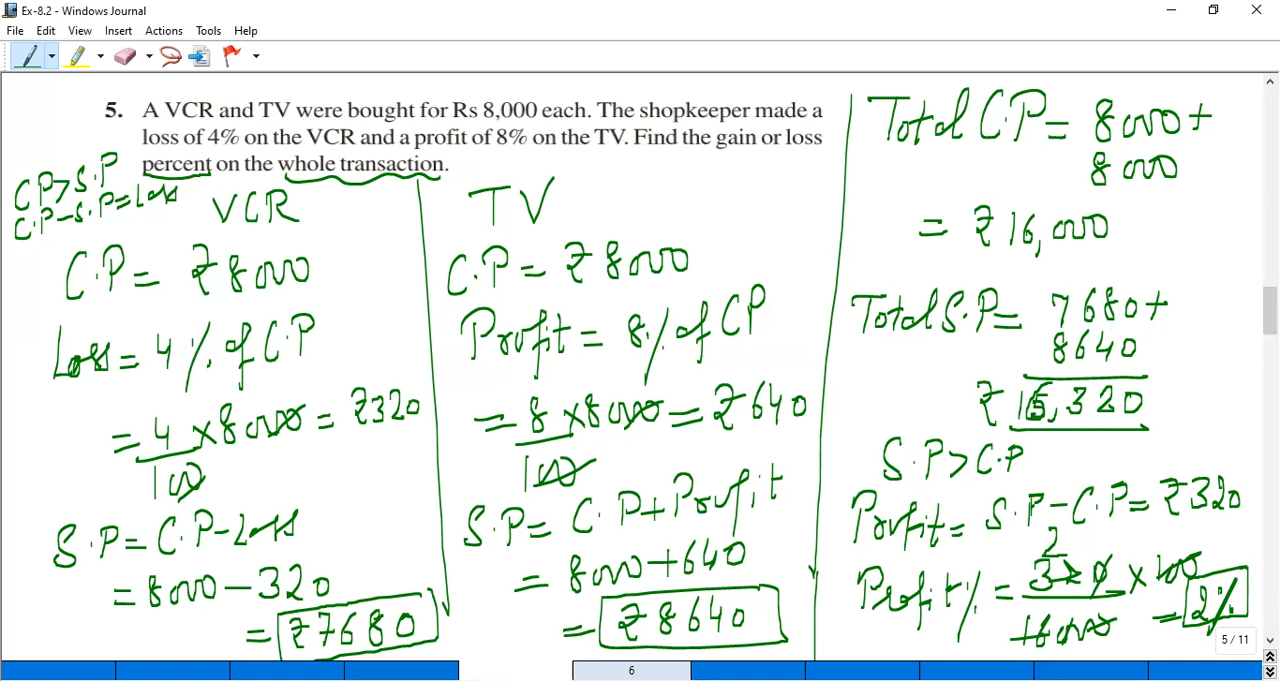 Ex-8.2 - Windows Journal
File Edit View Insert Actions Tools Help
5. A VCR and TV were bought for Rs 8,000 each. The shopkeeper made a
loss of 4% on the VCR and a profit of 8% on the TV. Find the gain or loss
percent on the whole transaction.
CP>S.P
C.P-S.P=Loss
VCR
C.P= ₹8000
Loss= 4% of C.P
= 4/100 ×8000= ₹320
S.P= C.P-Loss
= 8000-320
= ₹7680
TV
C.P= ₹8000
Profit= 8% of CP
= 8/100 ×8000= ₹640
S.P= C.P+Profit
= 8000+640
= ₹8640
Total C.P= 8000+
8000
= ₹16,000
Total S.P= 7680+
8640
S.P>C.P
Profit= S.P-C.P= ₹320
2
Profit%= 320/16000 ×100
= 2%
5 / 11
6